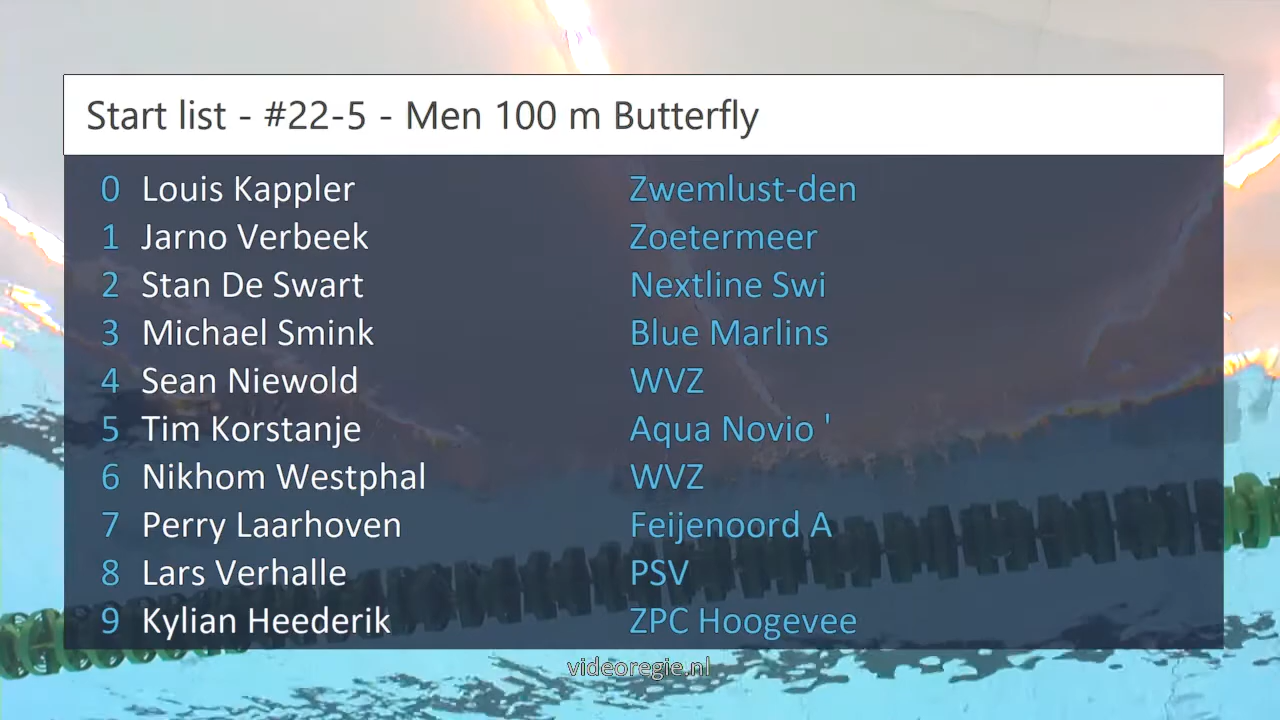 Start list - #22-5 - Men 100 m Butterfly
0 Louis Kappler Zwemlust-den
1 Jarno Verbeek Zoetermeer
2 Stan De Swart Nextline Swi
3 Michael Smink Blue Marlins
4 Sean Niewold WVZ
5 Tim Korstanje Aqua Novio '
6 Nikhom Westphal WVZ
7 Perry Laarhoven Feijenoord A
8 Lars Verhalle PSV
9 Kylian Heederik ZPC Hoogevee
videoregie.nl